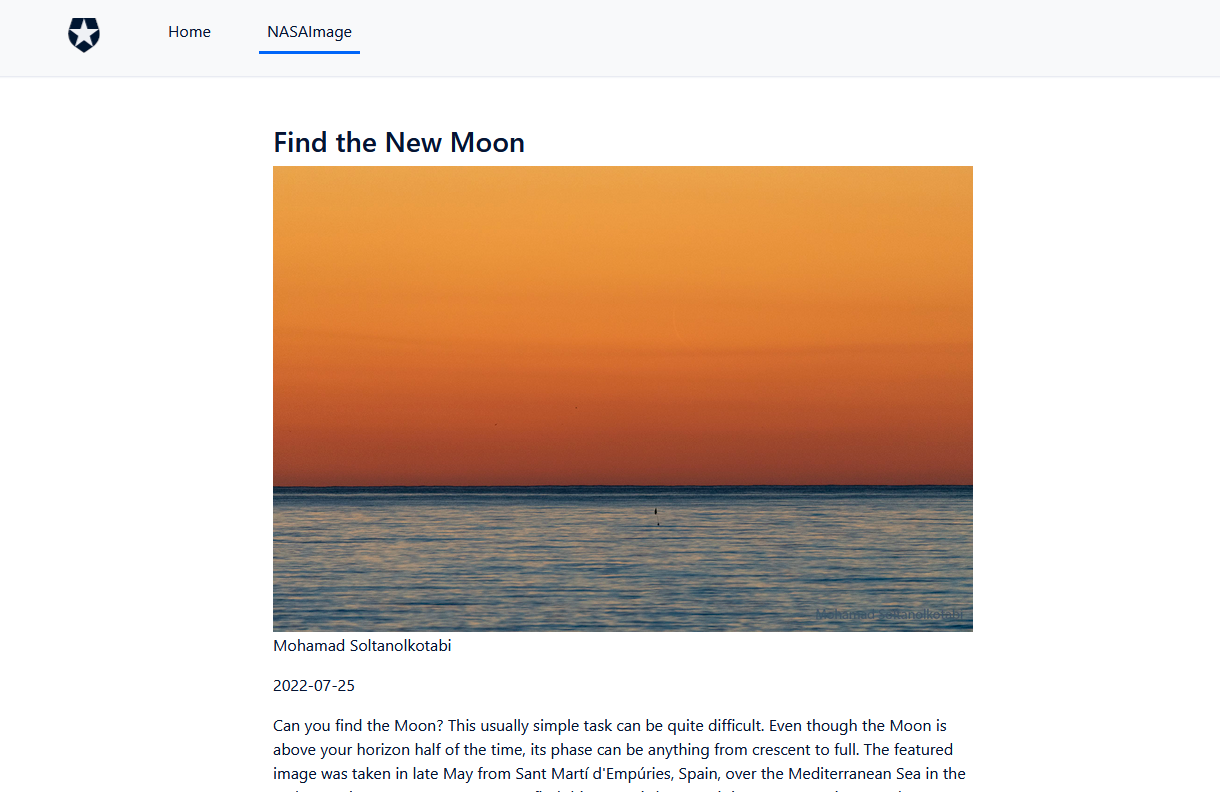 Home
NASAImage
Find the New Moon
Mohamad Soltanolkotabi
Mohamad Soltanolkotabi
2022-07-25
Can you find the Moon? This usually simple task can be quite difficult. Even though the Moon is
above your horizon half of the time, its phase can be anything from crescent to full. The featured
image was taken in late May from Sant Martí d'Empúries, Spain, over the Mediterranean Sea in the